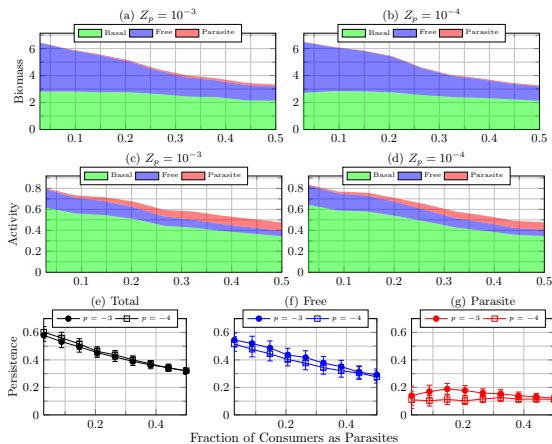 (a) Z_p = 10^{-3}
(b) Z_p = 10^{-4}
Basal Free Parasite
Basal Free Parasite
Biomass
6
4
2
0
0.1 0.2 0.3 0.4 0.5
6
4
2
0
0.1 0.2 0.3 0.4 0.5
(c) Z_p = 10^{-3}
(d) Z_p = 10^{-4}
Basal Free Parasite
Basal Free Parasite
Activity
0.8
0.6
0.4
0.2
0
0.1 0.2 0.3 0.4 0.5
0.8
0.6
0.4
0.2
0
0.1 0.2 0.3 0.4 0.5
(e) Total
(f) Free
(g) Parasite
p = −3 p = −4
p = −3 p = −4
p = −3 p = −4
Persistence
0.6
0.4
0.2
0
0.2 0.4
0.6
0.4
0.2
0
0.2 0.4
0.6
0.4
0.2
0
0.2 0.4
Fraction of Consumers as Parasites